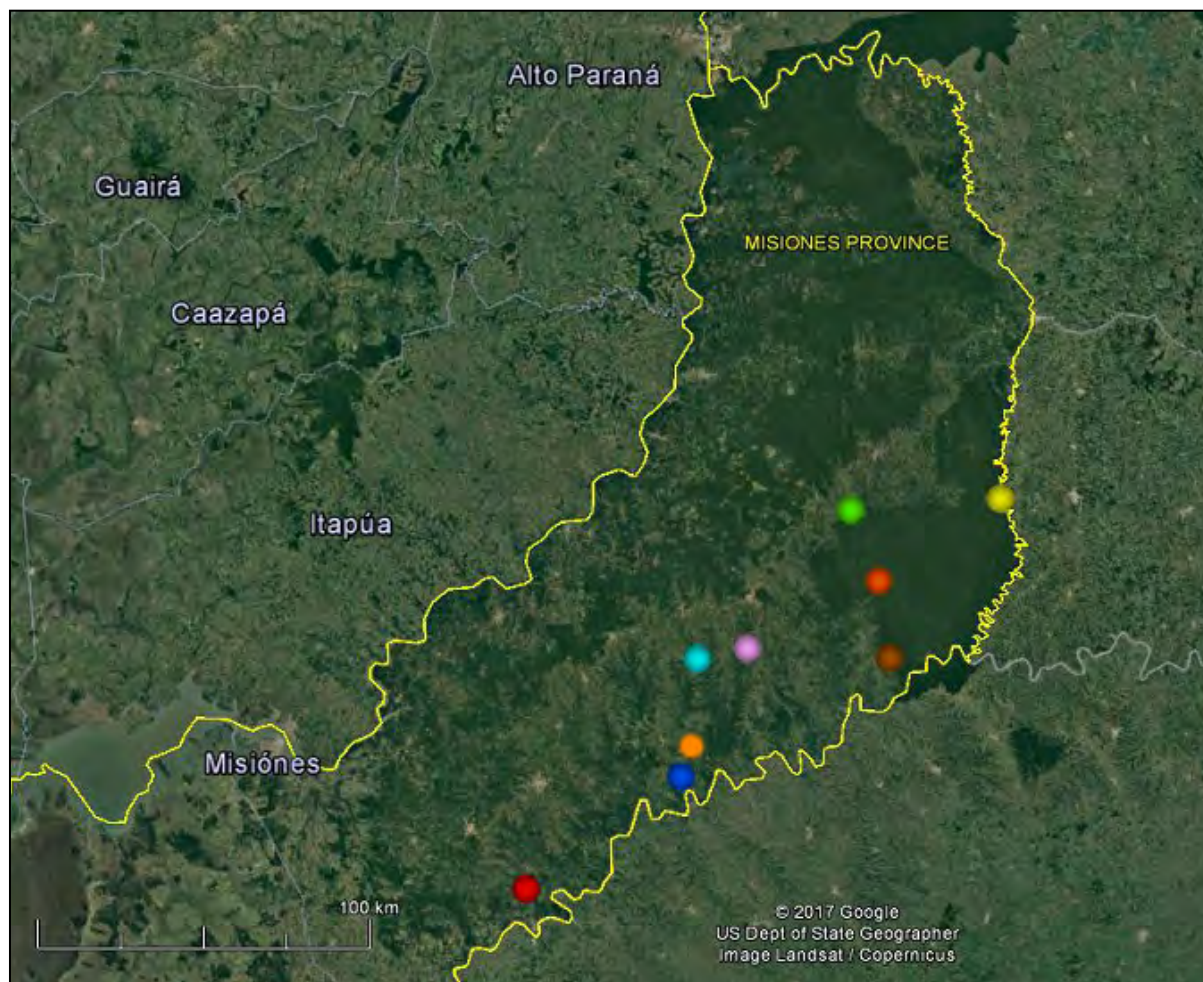 Alto Paraná
Guairá
MISIONES PROVINCE
Caazapá
Itapúa
Misiónes
100 km
© 2017 Google
US Dept of State Geographer
Image Landsat / Copernicus